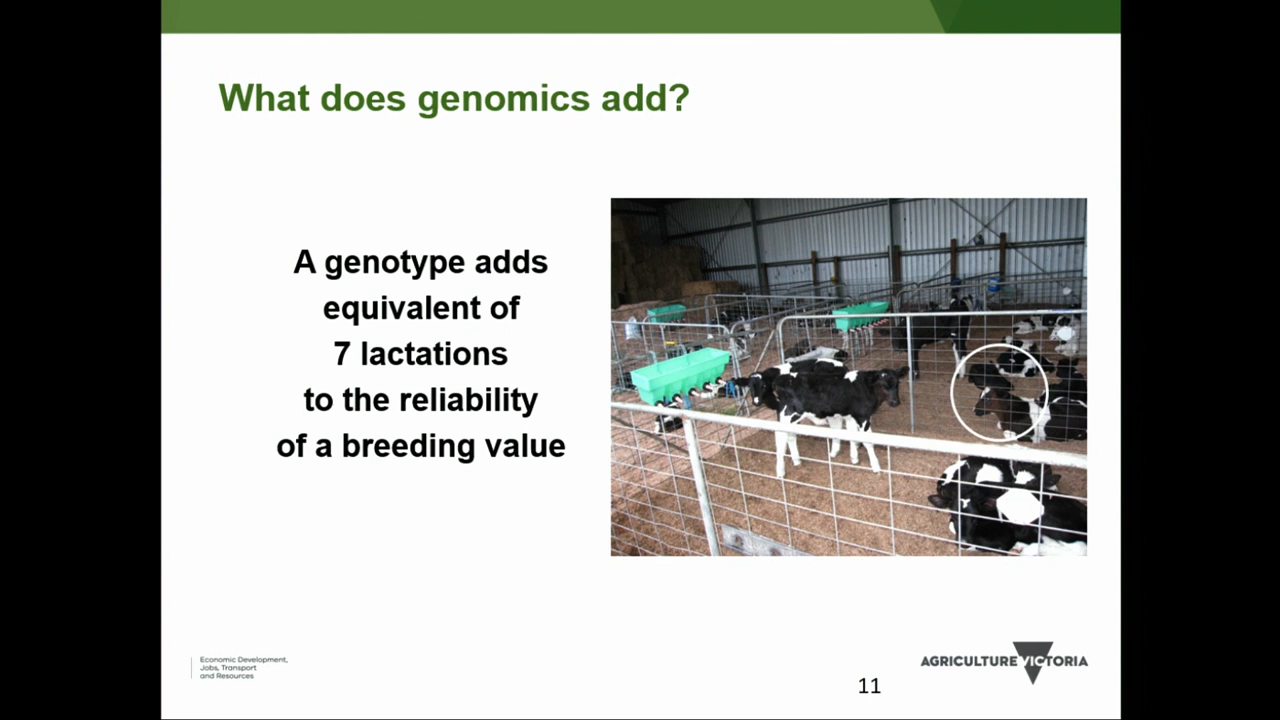 What does genomics add?
A genotype adds
equivalent of
7 lactations
to the reliability
of a breeding value
Economic Development,
Jobs, Transport
and Resources
AGRICULTURE VICTORIA
11